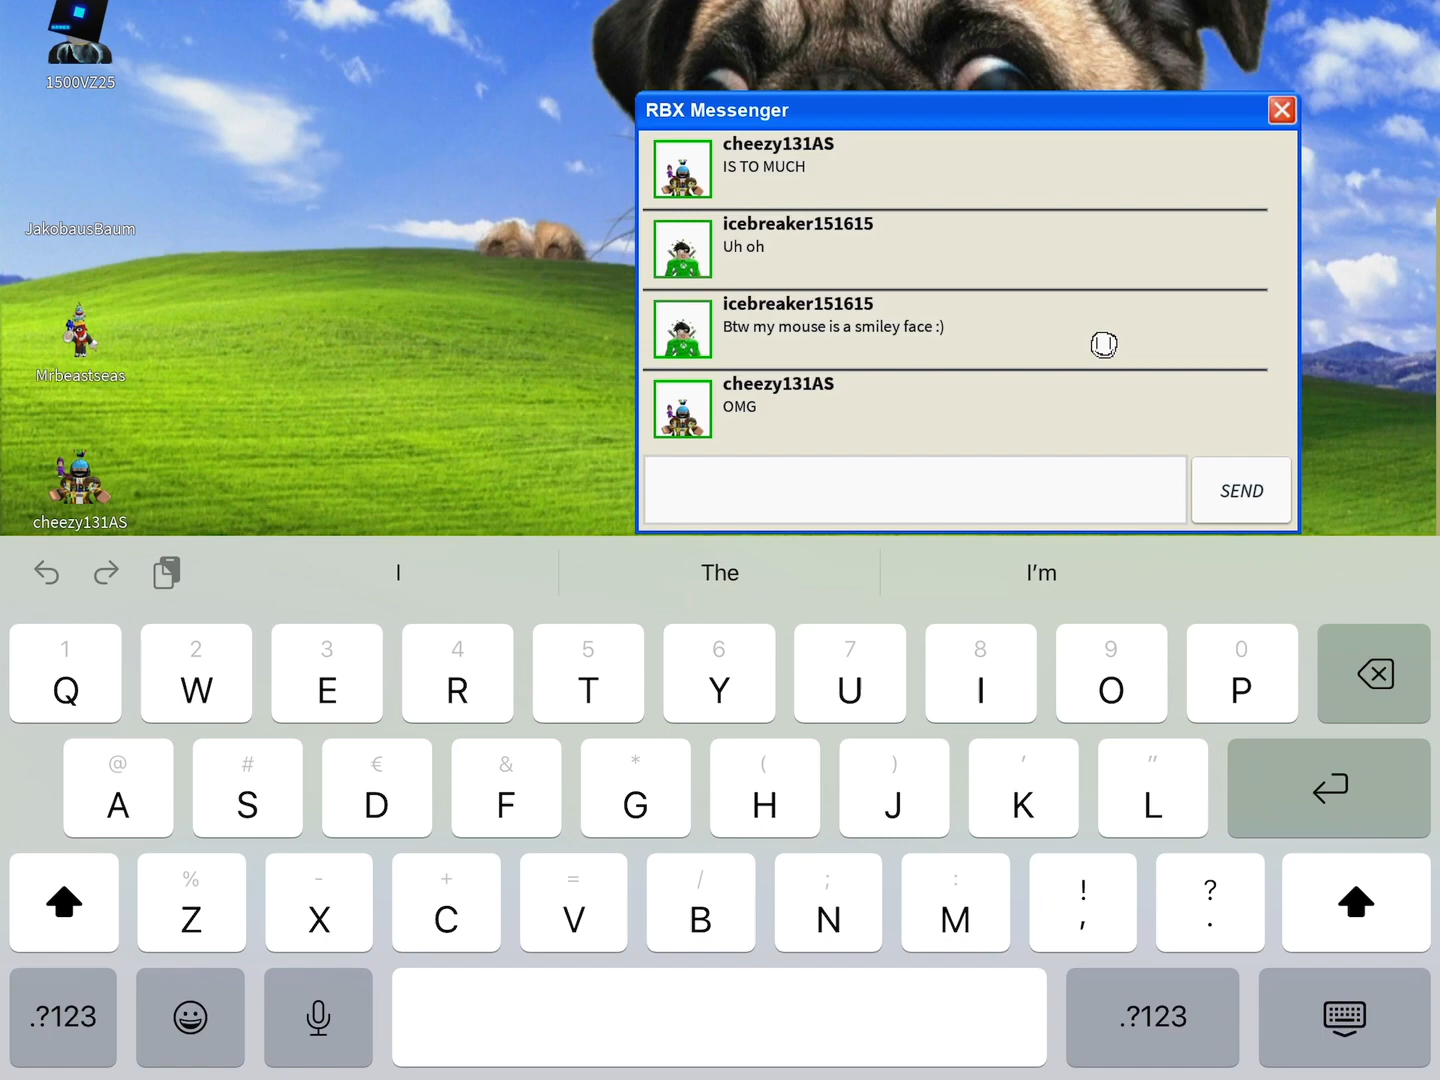 1500VZ25
JakobausBaum
Mrbeastseas
cheezy131AS
RBX Messenger
cheezy131AS
IS TO MUCH
icebreaker151615
Uh oh
icebreaker151615
Btw my mouse is a smiley face :)
cheezy131AS
OMG
SEND
I
The
I'm
1 2 3 4 5 6 7 8 9 0
Q W E R T Y U I O P
@ # € & * ( ) ' "
A S D F G H J K L
% - + = / ; : ! ?
Z X C V B N M , .
.?123
.?123